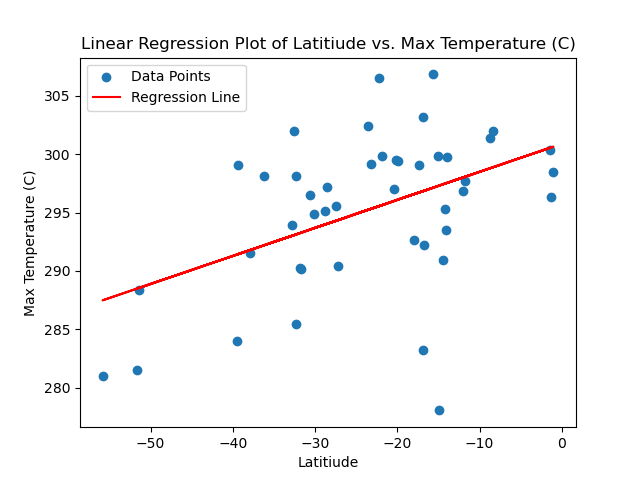 Linear Regression Plot of Latitiude vs. Max Temperature (C)
Data Points
Regression Line
Max Temperature (C)
305
300
295
290
285
280
−50
−40
−30
−20
−10
0
Latitiude